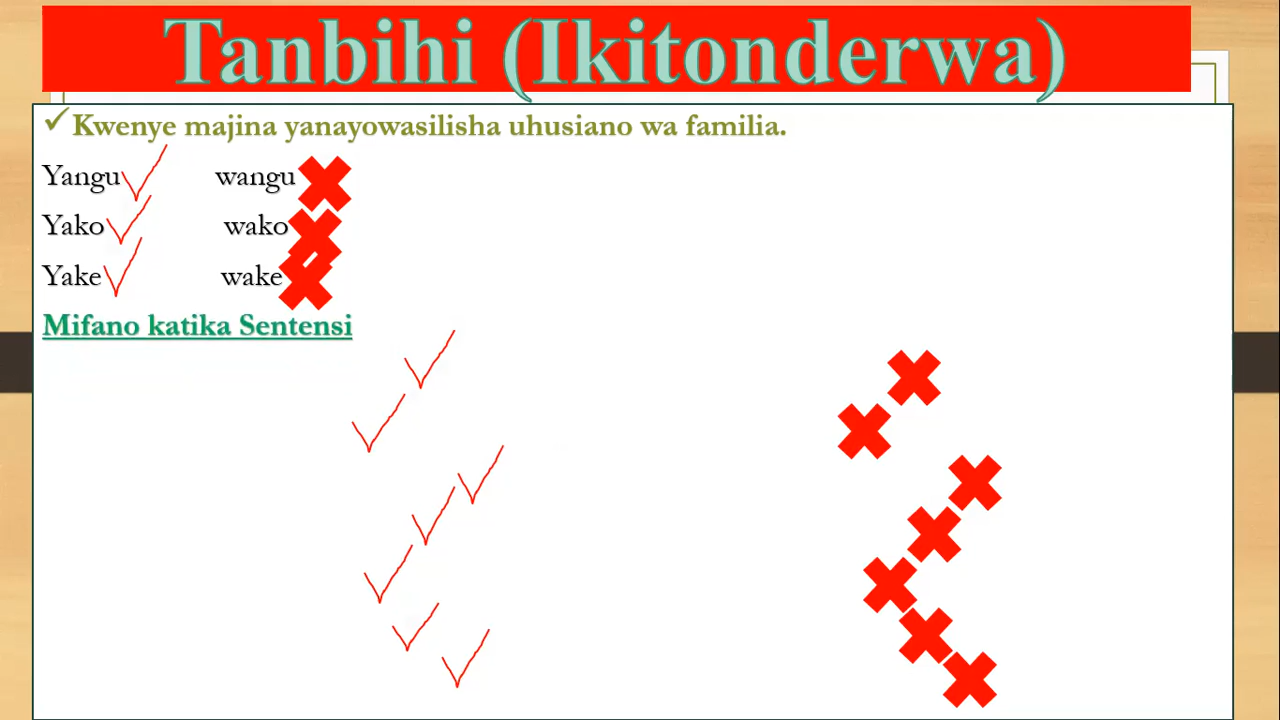 Tanbihi (Ikitonderwa)
Kwenye majina yanayowasilisha uhusiano wa familia.
Yangu wangu
Yako wako
Yake wake
Mifano katika Sentensi